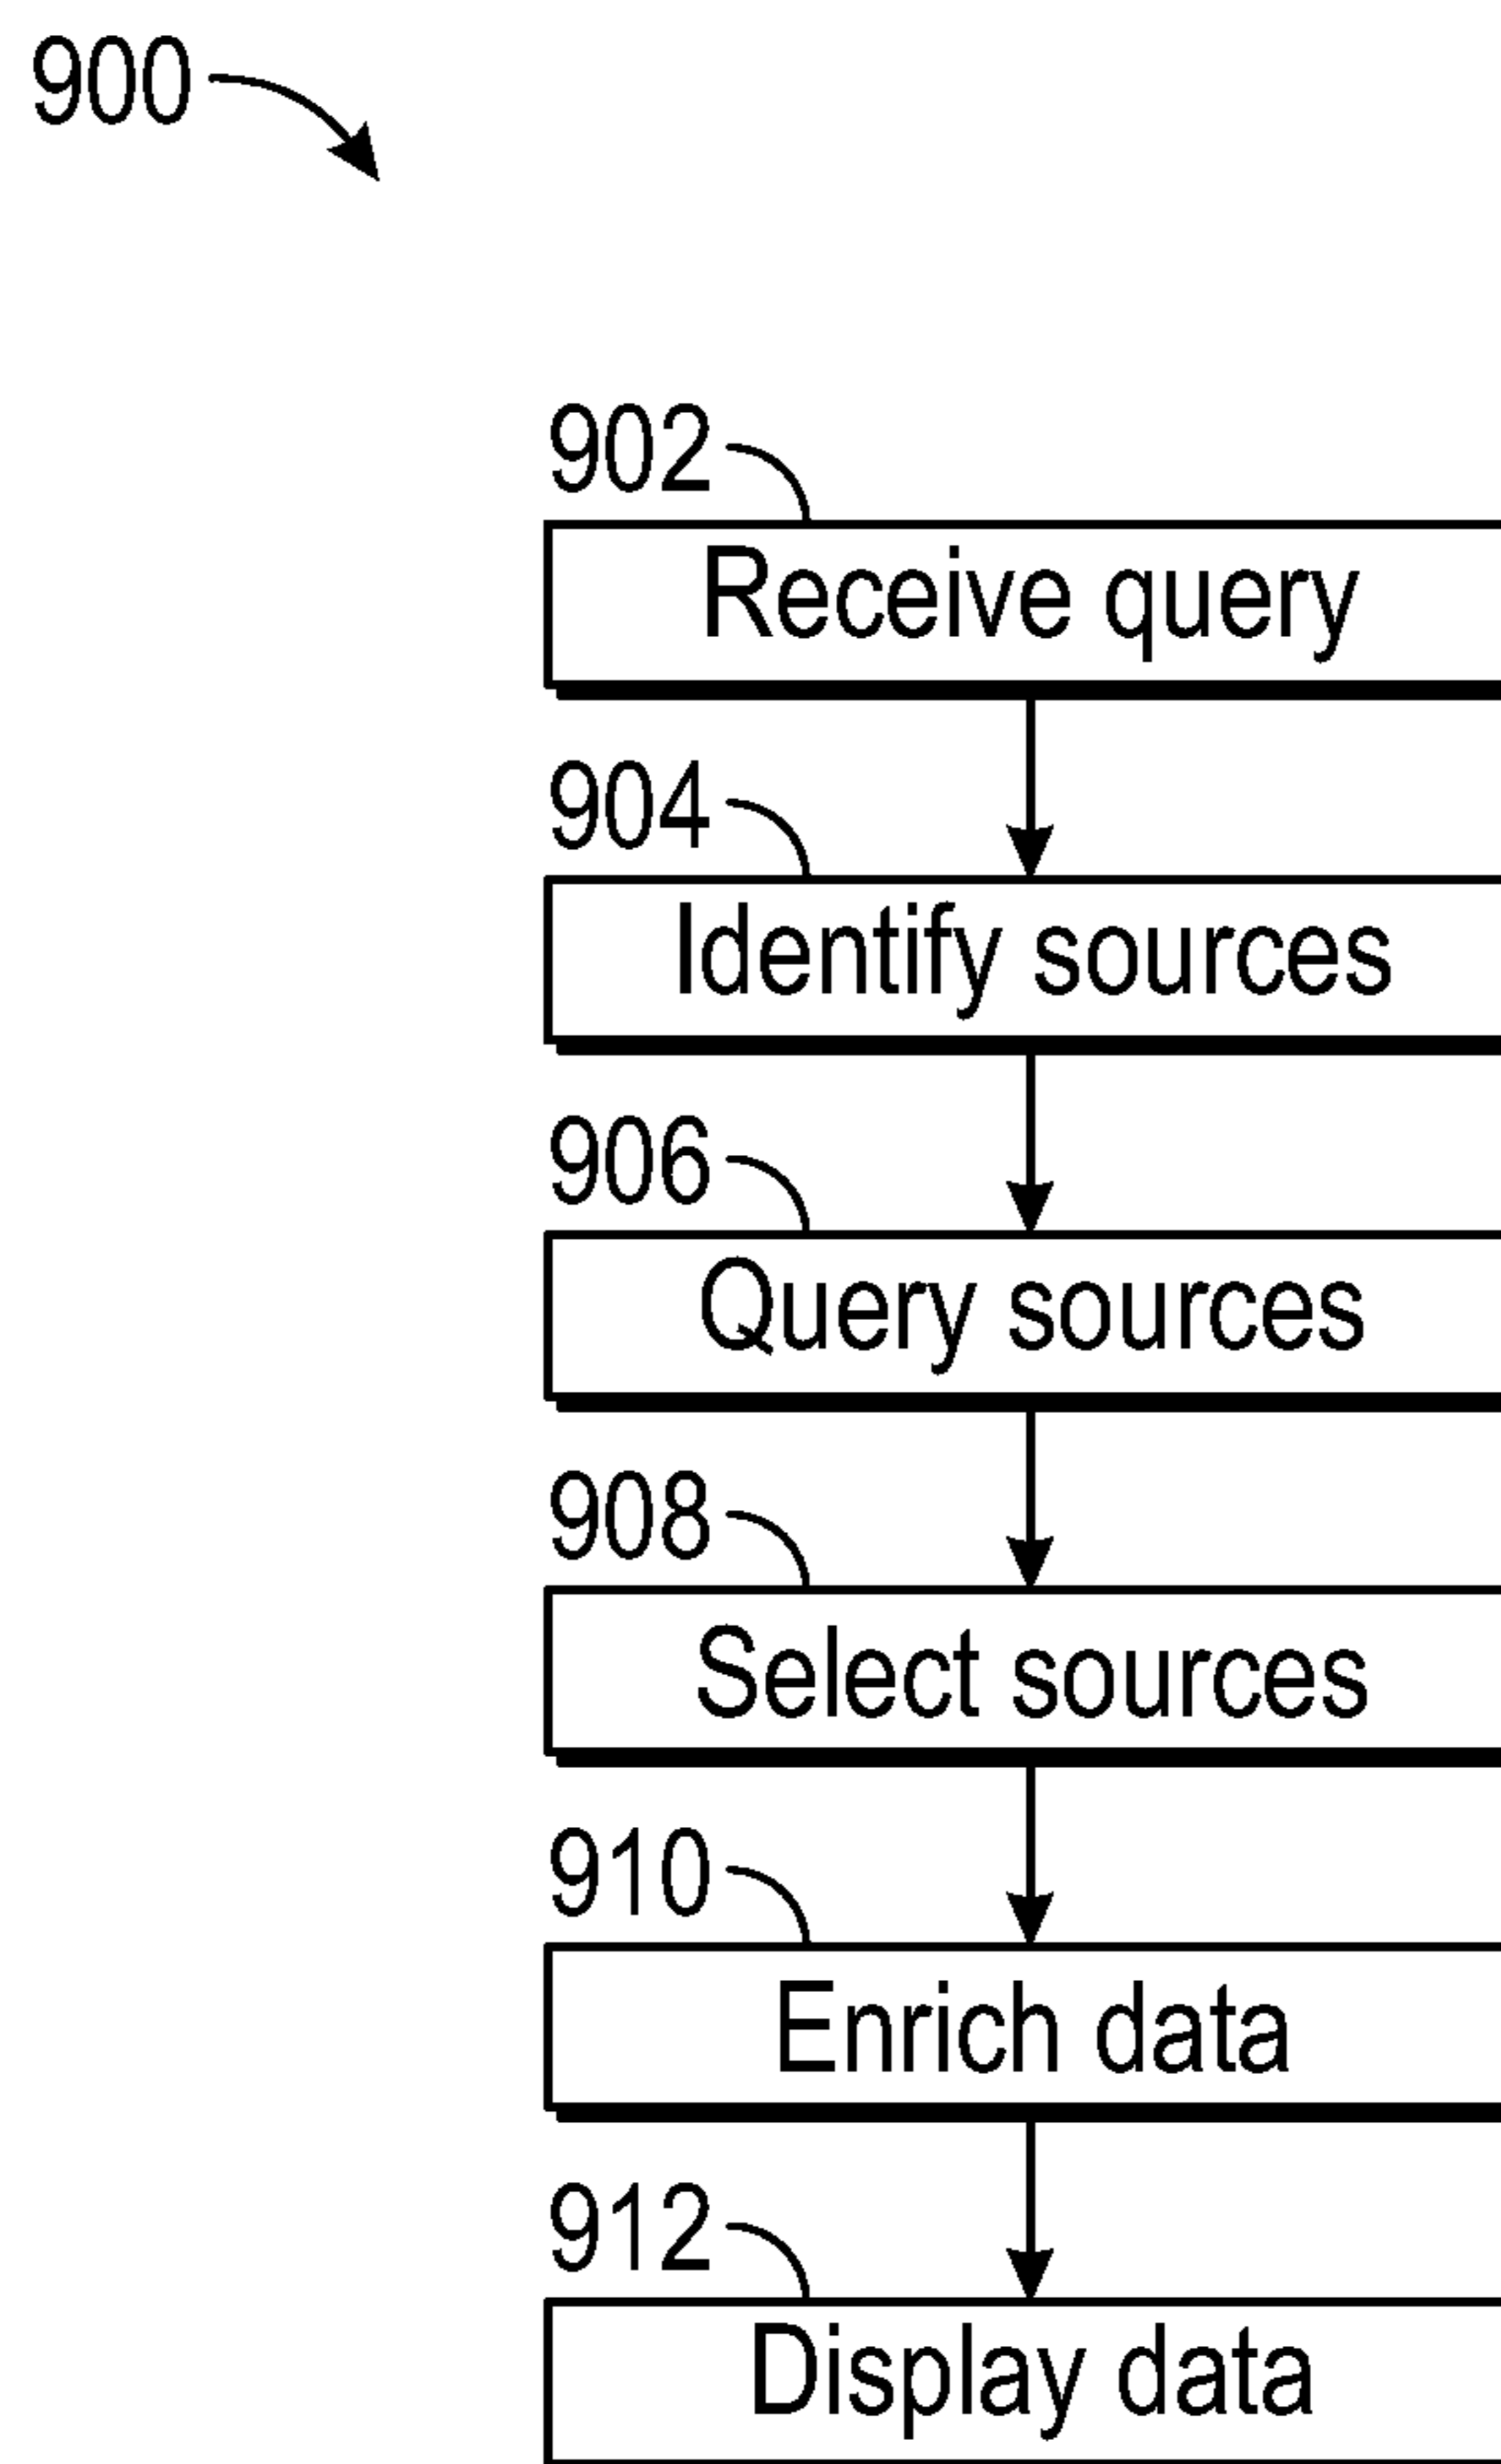 900
902
Receive query
904
Identify sources
906
Query sources
908
Select sources
910
Enrich data
912
Display data